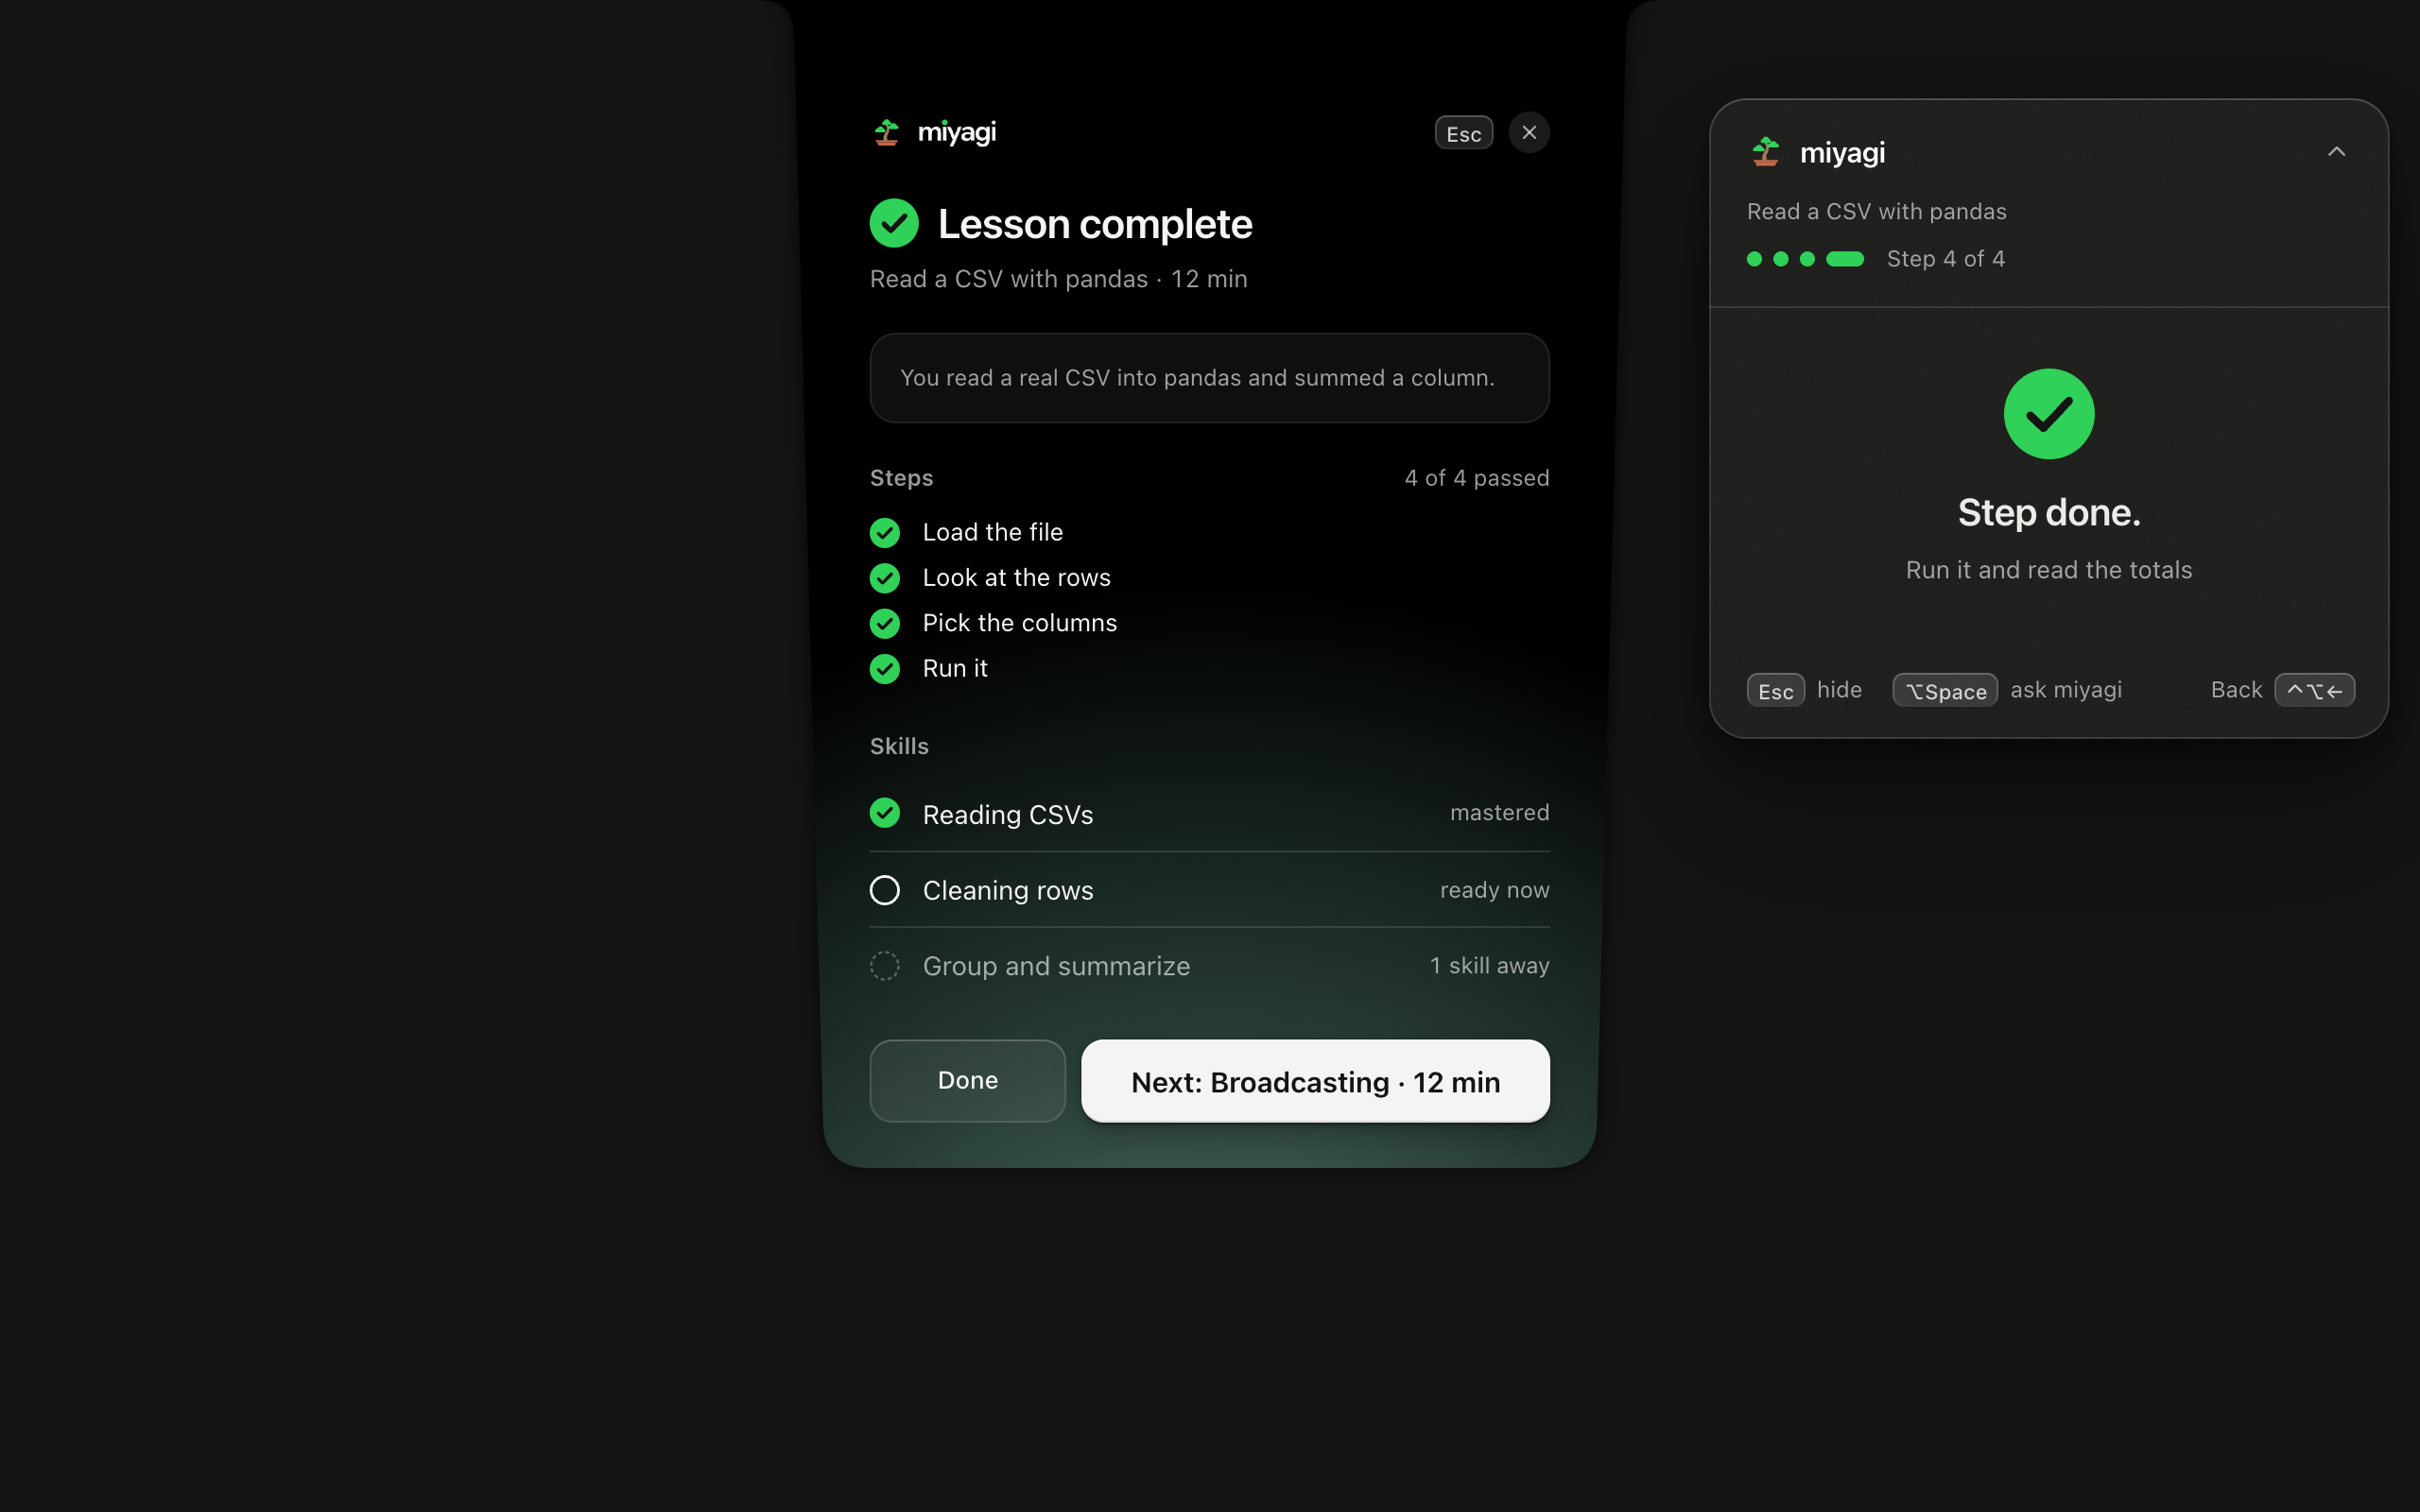 miyagi
Esc
Lesson complete
Read a CSV with pandas · 12 min
You read a real CSV into pandas and summed a column.
Steps 4 of 4 passed
Load the file
Look at the rows
Pick the columns
Run it
Skills
Reading CSVs mastered
Cleaning rows ready now
Group and summarize 1 skill away
Done
Next: Broadcasting · 12 min
miyagi
Read a CSV with pandas
Step 4 of 4
Step done.
Run it and read the totals
Esc hide ⌥Space ask miyagi Back ^⌥←